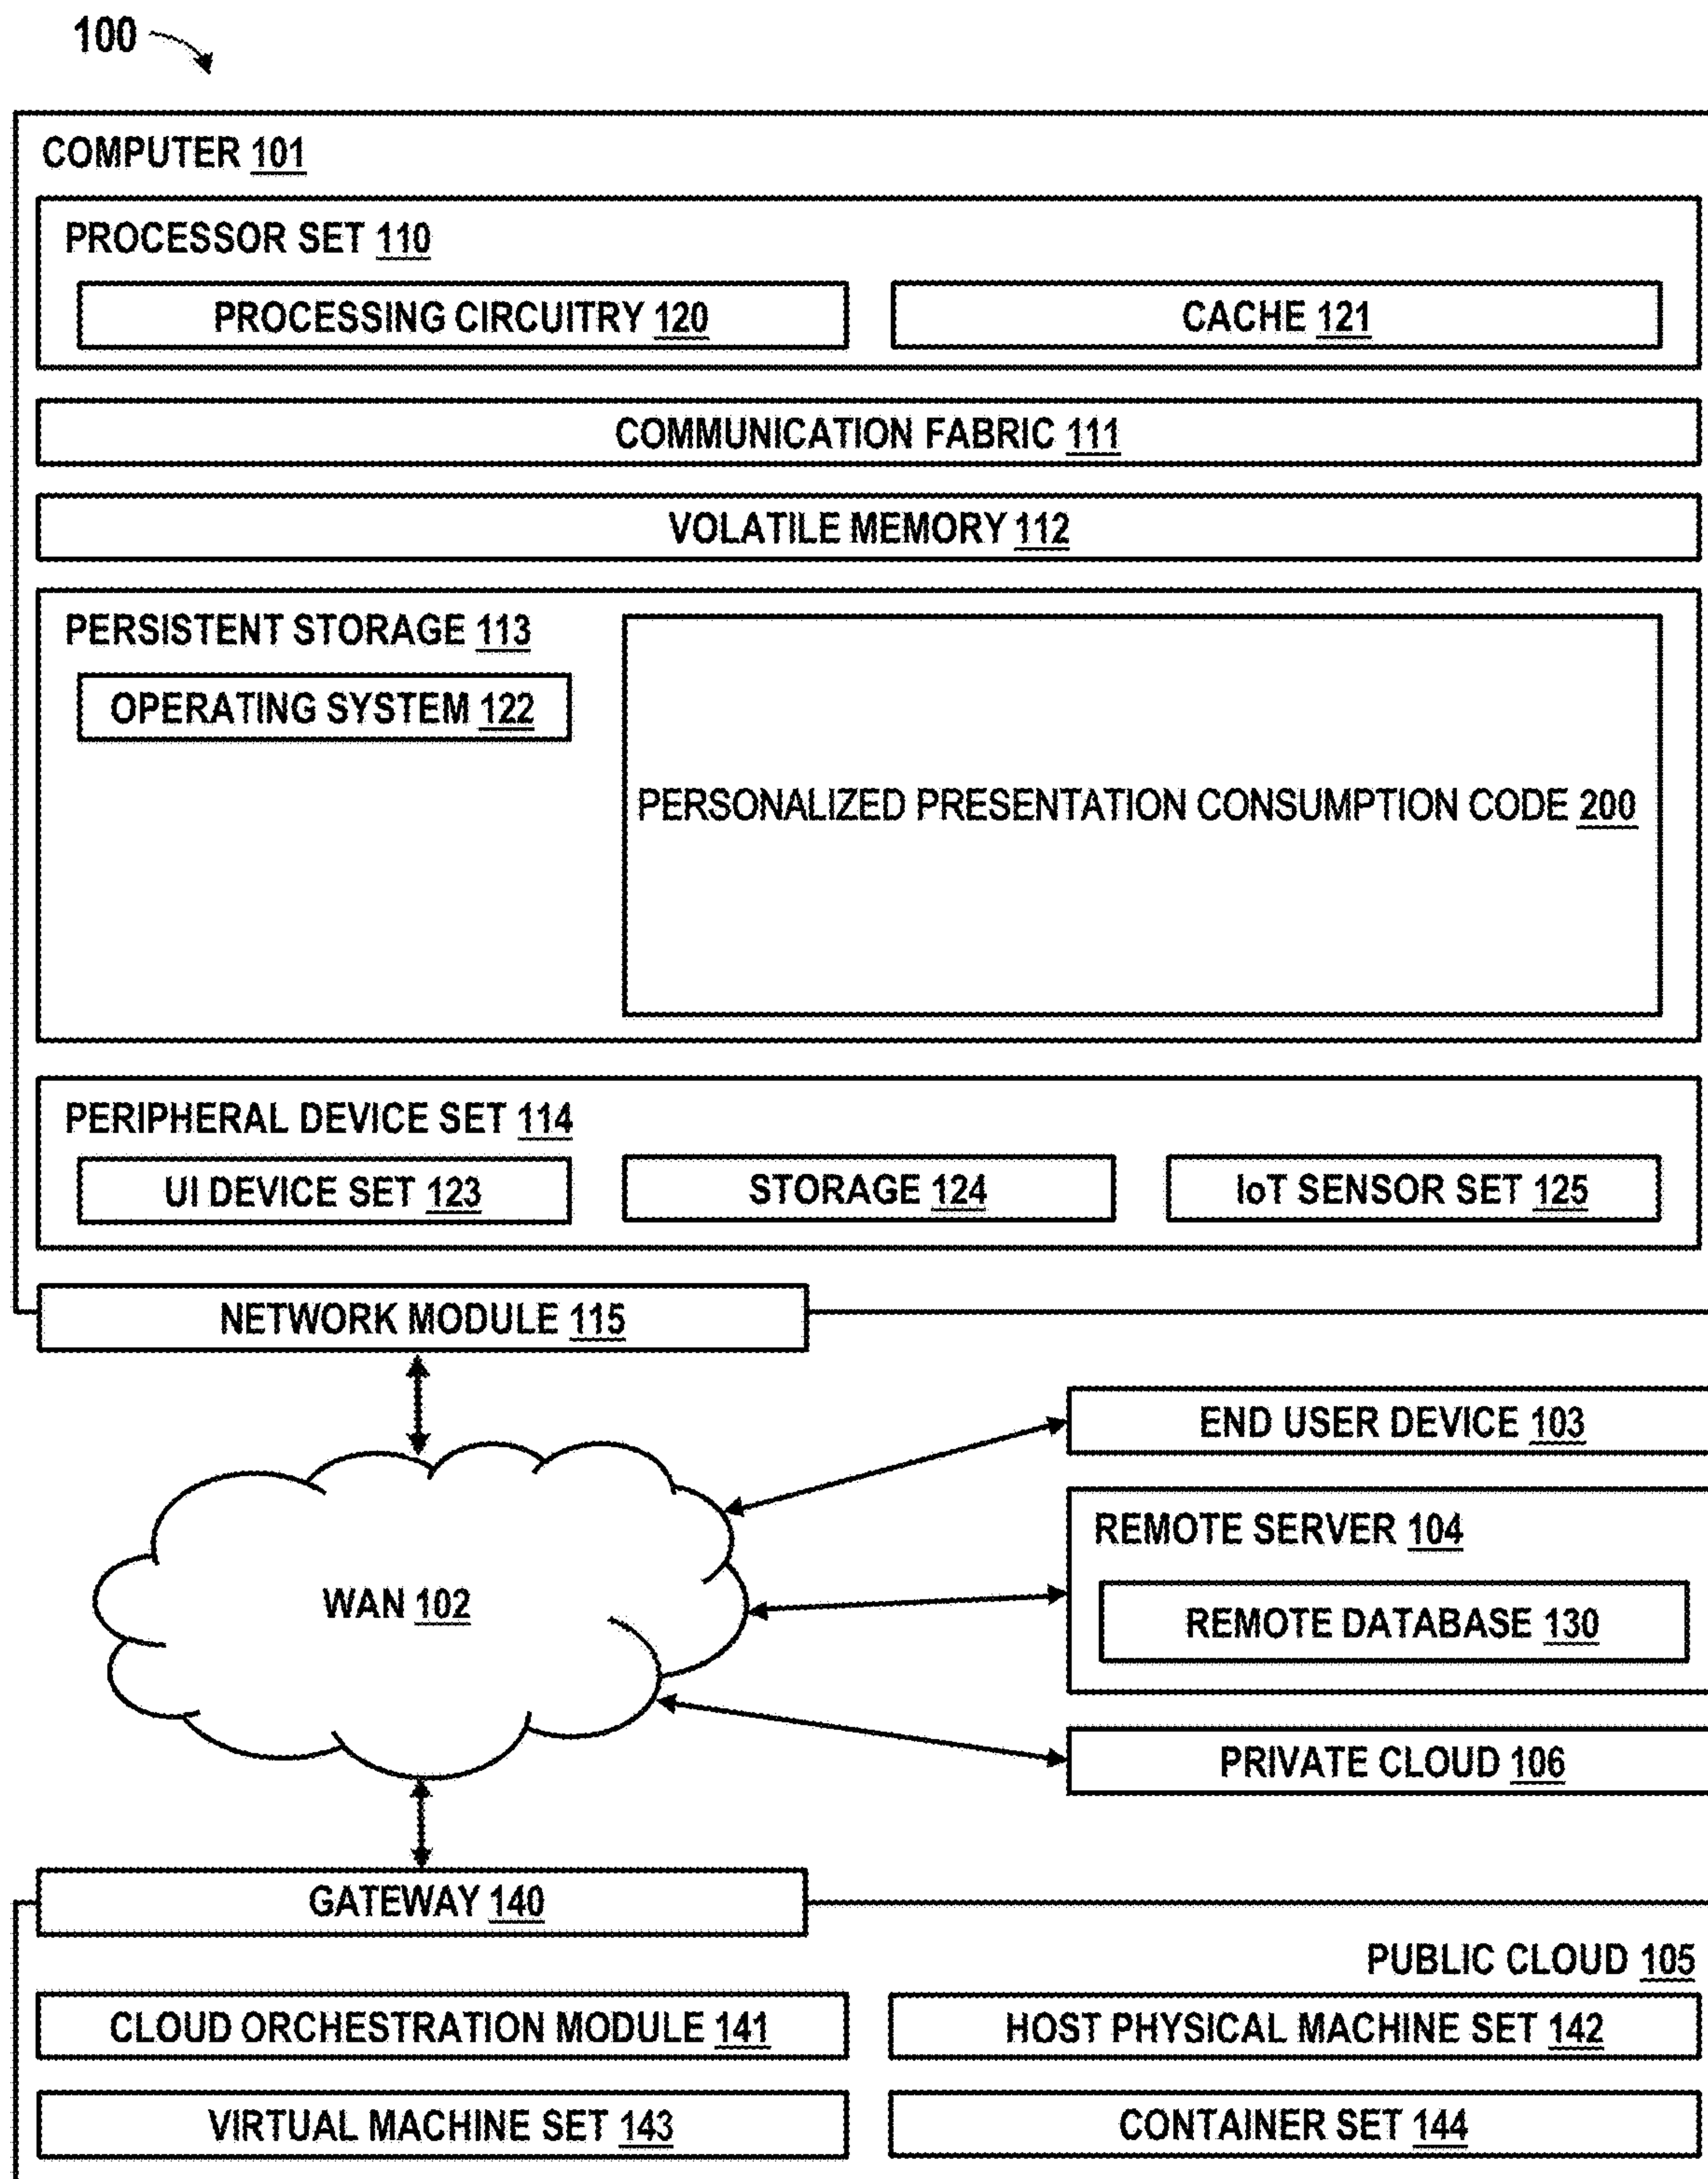 100
COMPUTER 101
PROCESSOR SET 110
PROCESSING CIRCUITRY 120
CACHE 121
COMMUNICATION FABRIC 111
VOLATILE MEMORY 112
PERSISTENT STORAGE 113
OPERATING SYSTEM 122
PERSONALIZED PRESENTATION CONSUMPTION CODE 200
PERIPHERAL DEVICE SET 114
UI DEVICE SET 123
STORAGE 124
IoT SENSOR SET 125
NETWORK MODULE 115
END USER DEVICE 103
REMOTE SERVER 104
WAN 102
REMOTE DATABASE 130
PRIVATE CLOUD 106
GATEWAY 140
PUBLIC CLOUD 105
CLOUD ORCHESTRATION MODULE 141
HOST PHYSICAL MACHINE SET 142
VIRTUAL MACHINE SET 143
CONTAINER SET 144